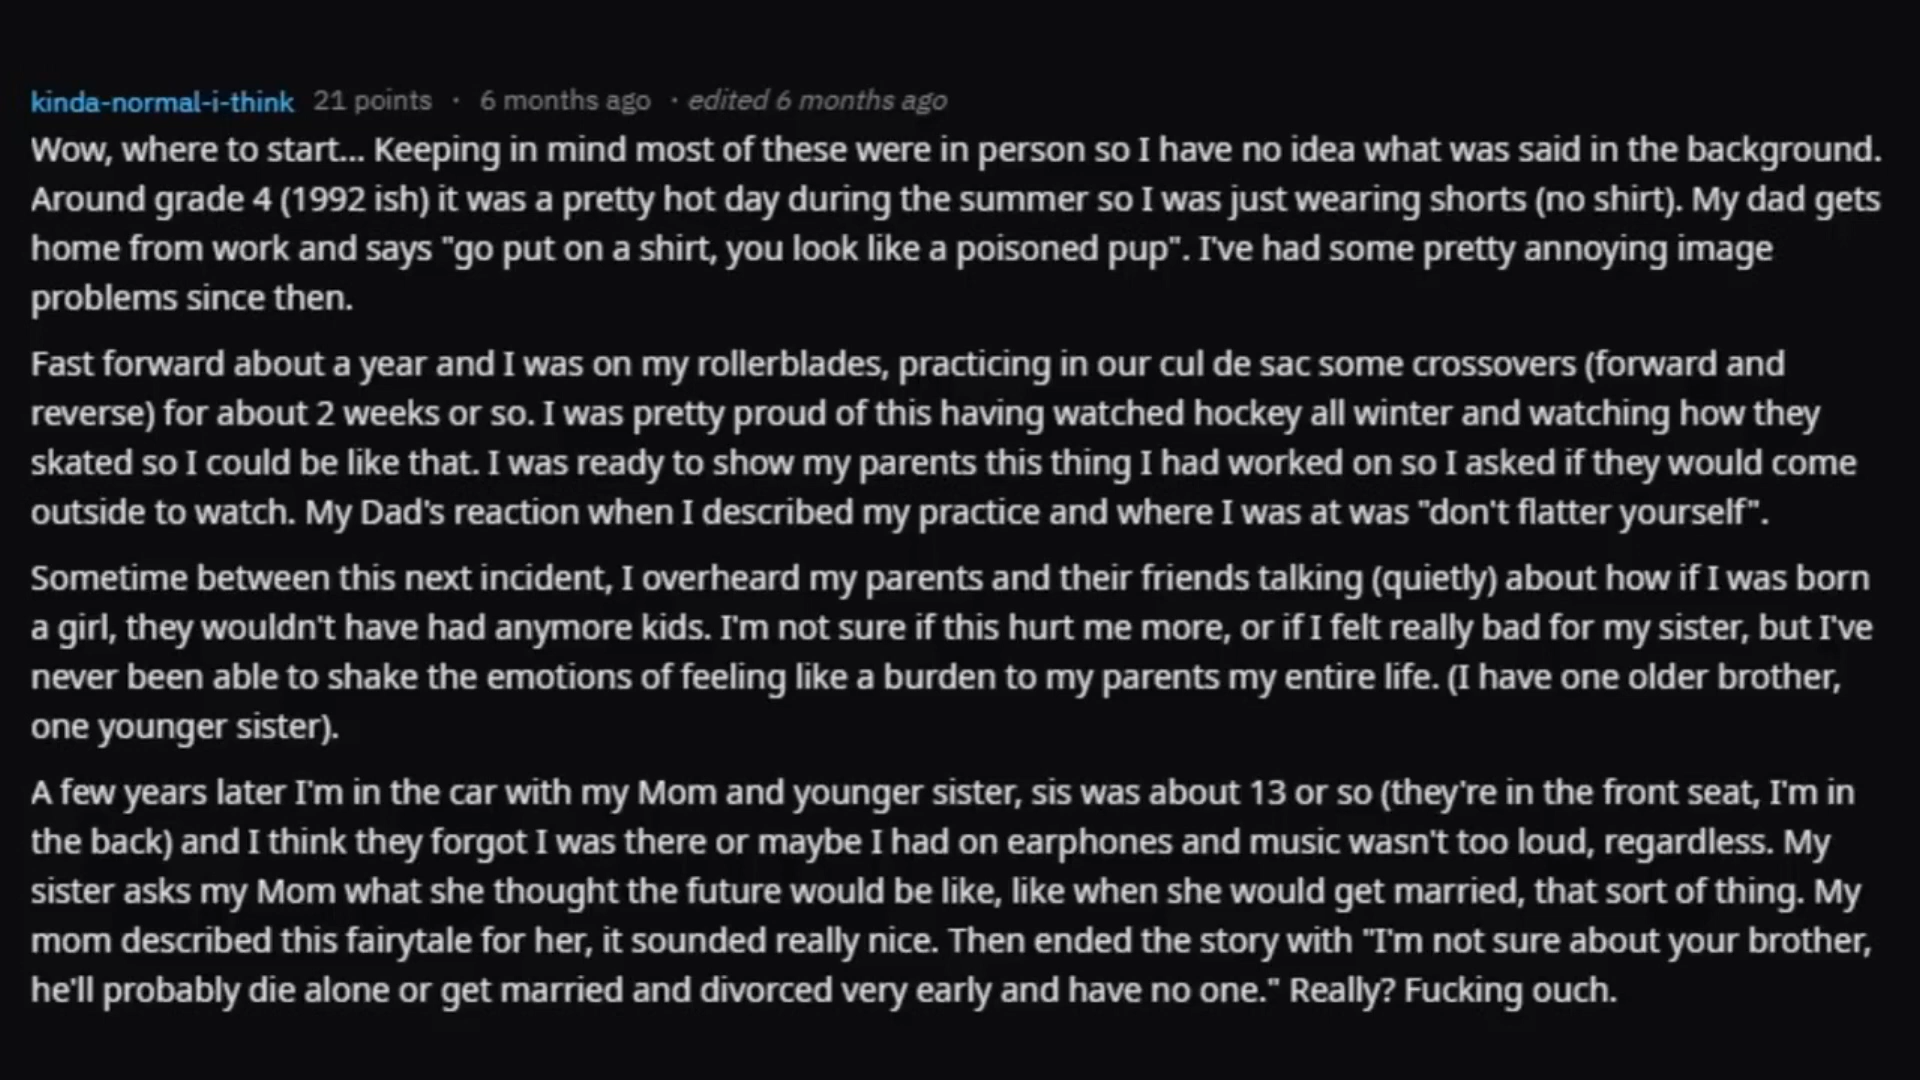 kinda-normal-i-think 21 points · 6 months ago · edited 6 months ago
Wow, where to start... Keeping in mind most of these were in person so I have no idea what was said in the background.
Around grade 4 (1992 ish) it was a pretty hot day during the summer so I was just wearing shorts (no shirt). My dad gets
home from work and says "go put on a shirt, you look like a poisoned pup". I've had some pretty annoying image
problems since then.
Fast forward about a year and I was on my rollerblades, practicing in our cul de sac some crossovers (forward and
reverse) for about 2 weeks or so. I was pretty proud of this having watched hockey all winter and watching how they
skated so I could be like that. I was ready to show my parents this thing I had worked on so I asked if they would come
outside to watch. My Dad's reaction when I described my practice and where I was at was "don't flatter yourself".
Sometime between this next incident, I overheard my parents and their friends talking (quietly) about how if I was born
a girl, they wouldn't have had anymore kids. I'm not sure if this hurt me more, or if I felt really bad for my sister, but I've
never been able to shake the emotions of feeling like a burden to my parents my entire life. (I have one older brother,
one younger sister).
A few years later I'm in the car with my Mom and younger sister, sis was about 13 or so (they're in the front seat, I'm in
the back) and I think they forgot I was there or maybe I had on earphones and music wasn't too loud, regardless. My
sister asks my Mom what she thought the future would be like, like when she would get married, that sort of thing. My
mom described this fairytale for her, it sounded really nice. Then ended the story with "I'm not sure about your brother,
he'll probably die alone or get married and divorced very early and have no one." Really? Fucking ouch.